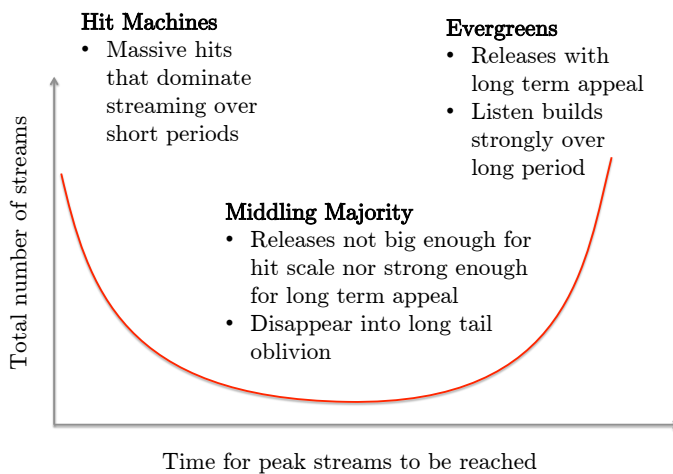 Hit Machines
• Massive hits
that dominate
streaming over
short periods
Evergreens
• Releases with
long term appeal
• Listen builds
strongly over
long period
Middling Majority
• Releases not big enough for
hit scale nor strong enough
for long term appeal
• Disappear into long tail
oblivion
Total number of streams
Time for peak streams to be reached